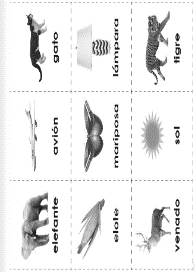 elefante
avión
gato
elote
mariposa
lámpara
venado
sol
tigre